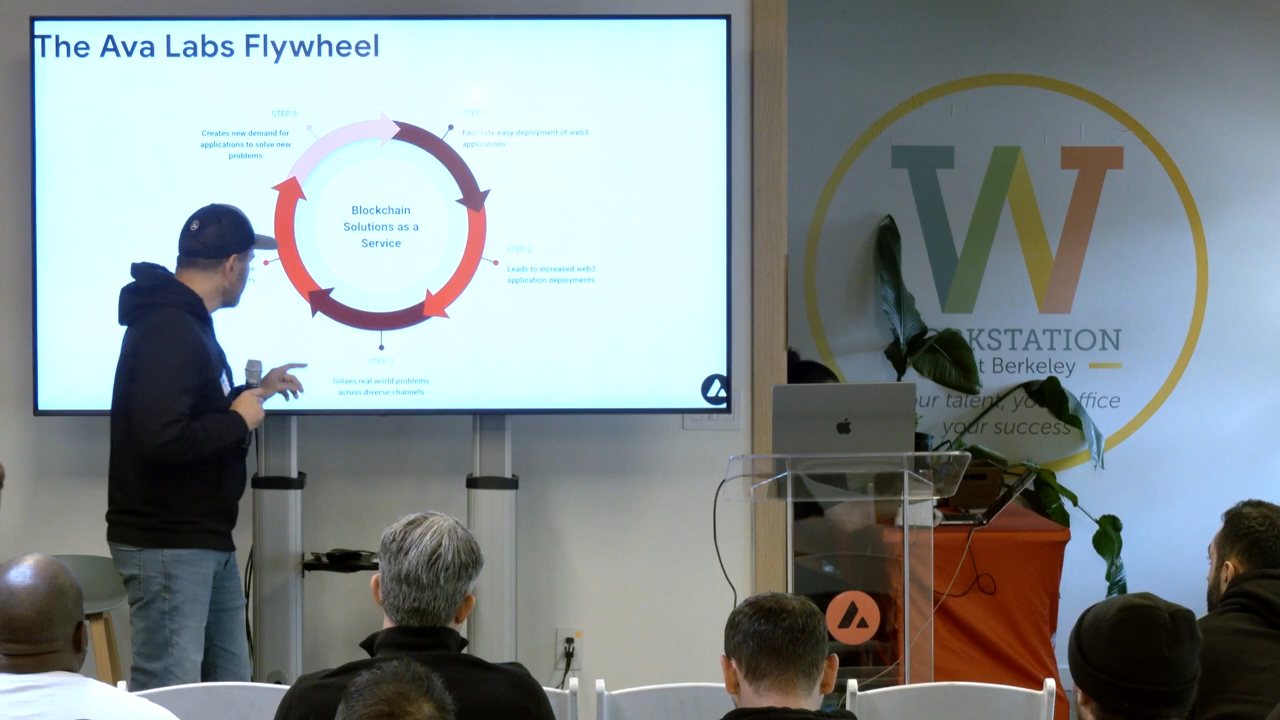 The Ava Labs Flywheel
STEP 5
Creates new demand for
applications to solve new
problems
STEP 1
Facilitate easy deployment of web3
applications
Blockchain
Solutions as a
Service
STEP 2
Leads to increased web3
application deployments
STEP 3
Solves real world problems
across diverse channels
W
KSTATION
t Berkeley
ur talent, yo ffice
your success